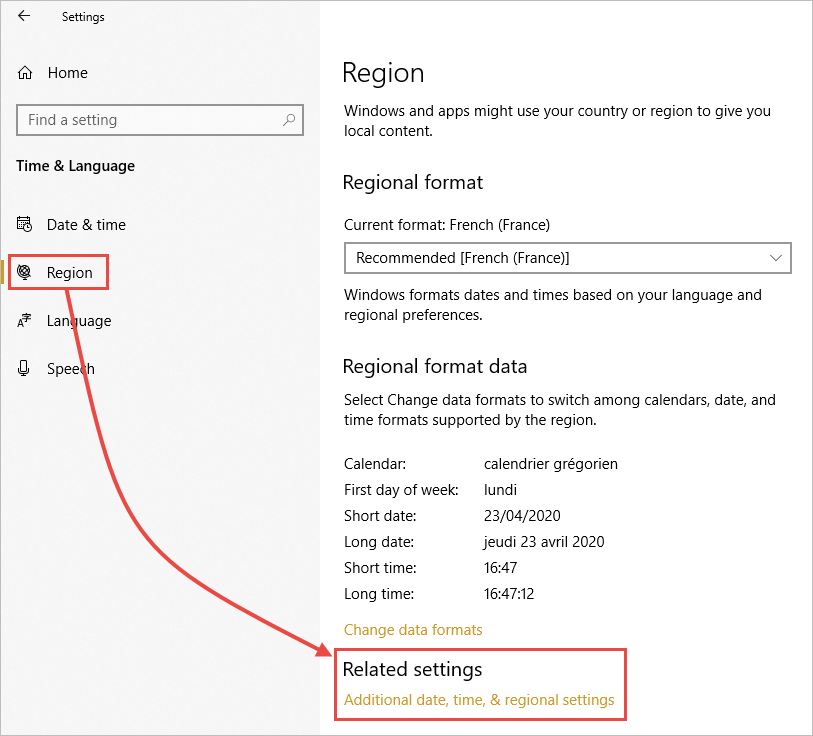 Settings
Home
Find a setting
Time & Language
Date & time
Region
Language
Speech
Region
Windows and apps might use your country or region to give you
local content.
Regional format
Current format: French (France)
Recommended [French (France)]
Windows formats dates and times based on your language and
regional preferences.
Regional format data
Select Change data formats to switch among calendars, date, and
time formats supported by the region.
Calendar: calendrier grégorien
First day of week: lundi
Short date: 23/04/2020
Long date: jeudi 23 avril 2020
Short time: 16:47
Long time: 16:47:12
Change data formats
Related settings
Additional date, time, & regional settings